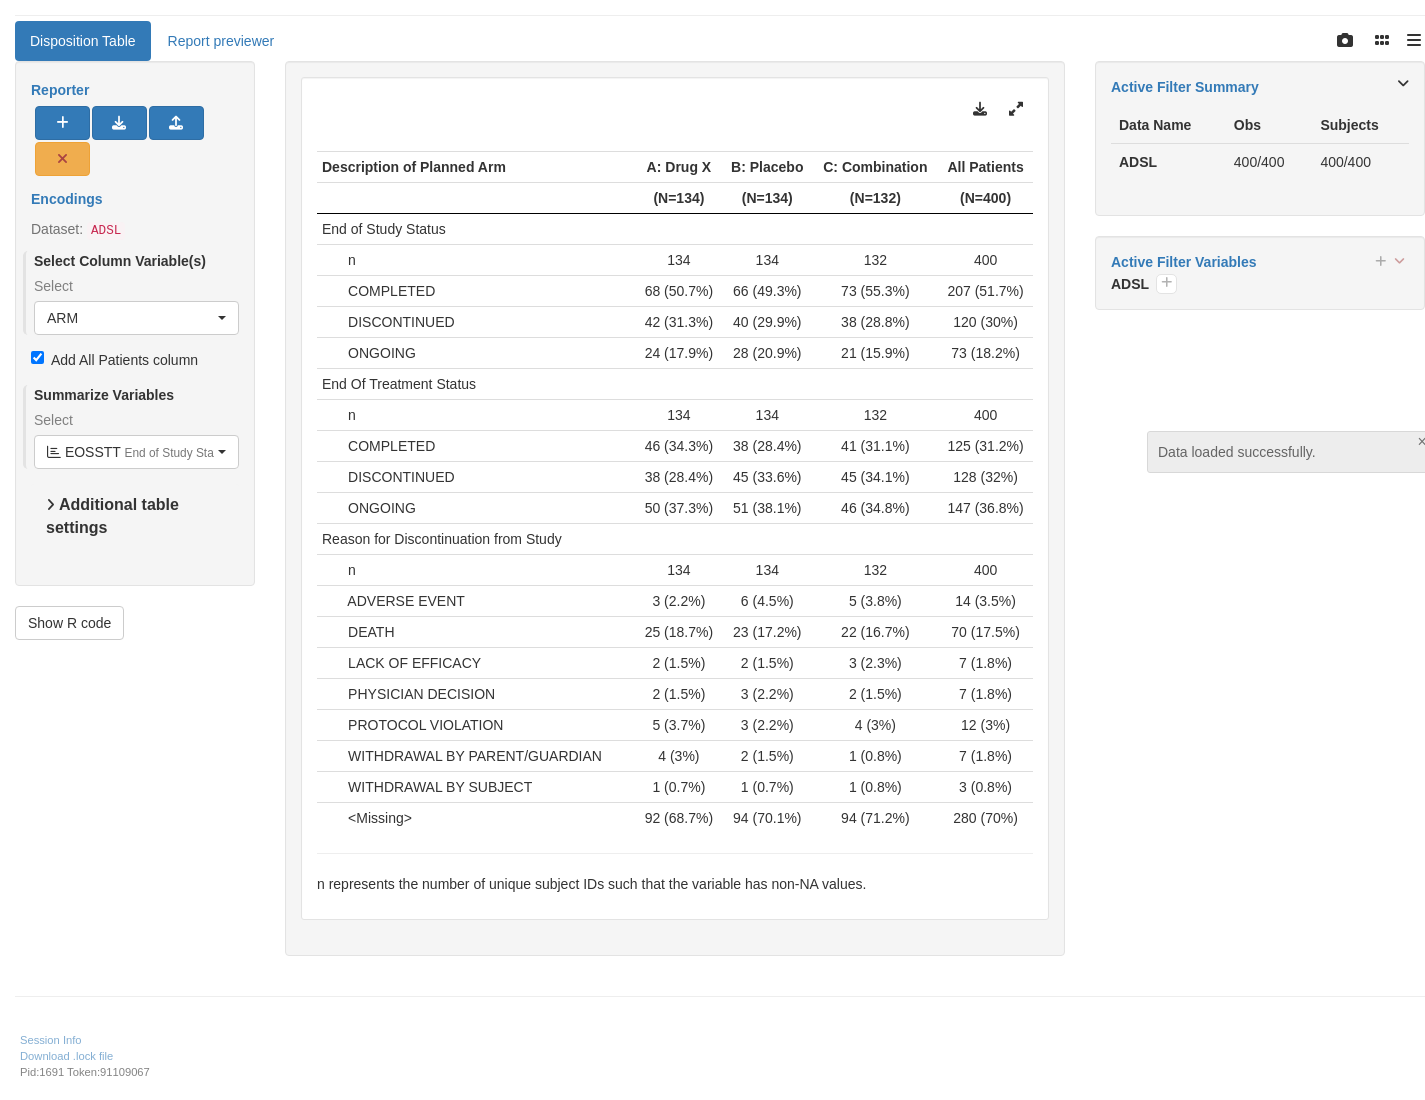 Disposition Table Report previewer
Reporter
Encodings
Dataset: ADSL
Select Column Variable(s)
Select
ARM
Add All Patients column
Summarize Variables
Select
EOSSTT End of Study Sta
Additional table
settings
Show R code
Description of Planned Arm A: Drug X B: Placebo C: Combination All Patients
(N=134) (N=134) (N=132) (N=400)
End of Study Status
n 134 134 132 400
COMPLETED 68 (50.7%) 66 (49.3%) 73 (55.3%) 207 (51.7%)
DISCONTINUED 42 (31.3%) 40 (29.9%) 38 (28.8%) 120 (30%)
ONGOING 24 (17.9%) 28 (20.9%) 21 (15.9%) 73 (18.2%)
End Of Treatment Status
n 134 134 132 400
COMPLETED 46 (34.3%) 38 (28.4%) 41 (31.1%) 125 (31.2%)
DISCONTINUED 38 (28.4%) 45 (33.6%) 45 (34.1%) 128 (32%)
ONGOING 50 (37.3%) 51 (38.1%) 46 (34.8%) 147 (36.8%)
Reason for Discontinuation from Study
n 134 134 132 400
ADVERSE EVENT 3 (2.2%) 6 (4.5%) 5 (3.8%) 14 (3.5%)
DEATH 25 (18.7%) 23 (17.2%) 22 (16.7%) 70 (17.5%)
LACK OF EFFICACY 2 (1.5%) 2 (1.5%) 3 (2.3%) 7 (1.8%)
PHYSICIAN DECISION 2 (1.5%) 3 (2.2%) 2 (1.5%) 7 (1.8%)
PROTOCOL VIOLATION 5 (3.7%) 3 (2.2%) 4 (3%) 12 (3%)
WITHDRAWAL BY PARENT/GUARDIAN 4 (3%) 2 (1.5%) 1 (0.8%) 7 (1.8%)
WITHDRAWAL BY SUBJECT 1 (0.7%) 1 (0.7%) 1 (0.8%) 3 (0.8%)
<Missing> 92 (68.7%) 94 (70.1%) 94 (71.2%) 280 (70%)
n represents the number of unique subject IDs such that the variable has non-NA values.
Active Filter Summary
Data Name Obs Subjects
ADSL 400/400 400/400
Active Filter Variables
ADSL
Data loaded successfully.
Session Info
Download .lock file
Pid:1691 Token:91109067